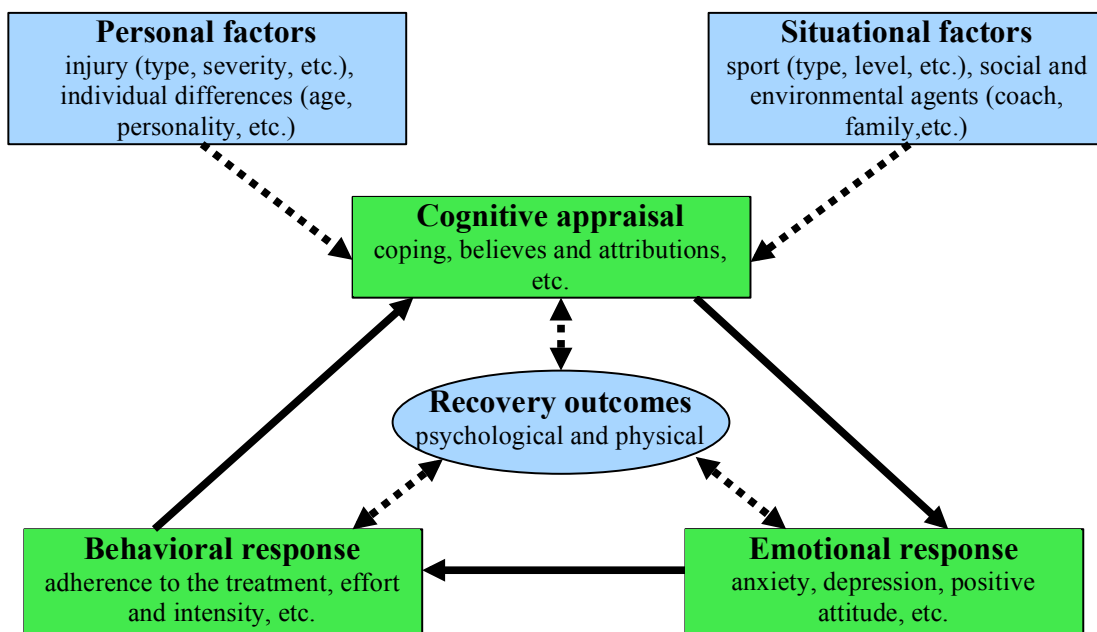 Personal factors
injury (type, severity, etc.),
individual differences (age,
personality, etc.)
Situational factors
sport (type, level, etc.), social and
environmental agents (coach,
family,etc.)
Cognitive appraisal
coping, believes and attributions,
etc.
Recovery outcomes
psychological and physical
Behavioral response
adherence to the treatment, effort
and intensity, etc.
Emotional response
anxiety, depression, positive
attitude, etc.